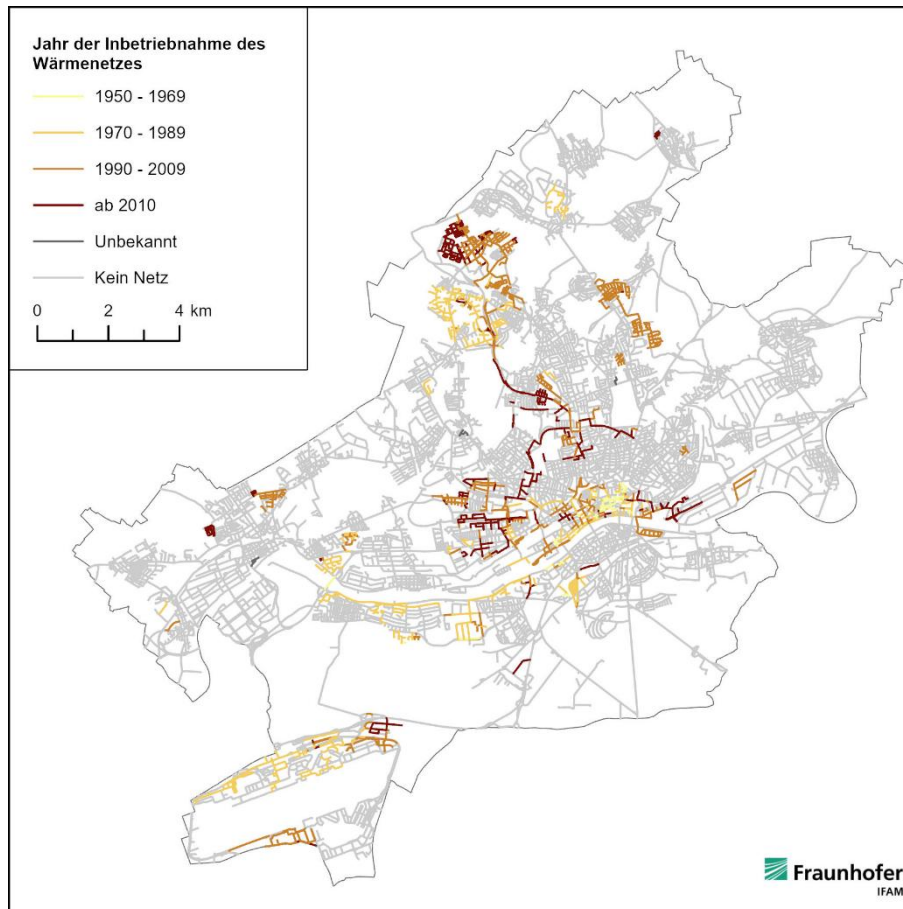 Jahr der Inbetriebnahme des
Wärmenetzes
1950 - 1969
1970 - 1989
1990 - 2009
ab 2010
Unbekannt
Kein Netz
0 2 4 km
Fraunhofer
IFAM